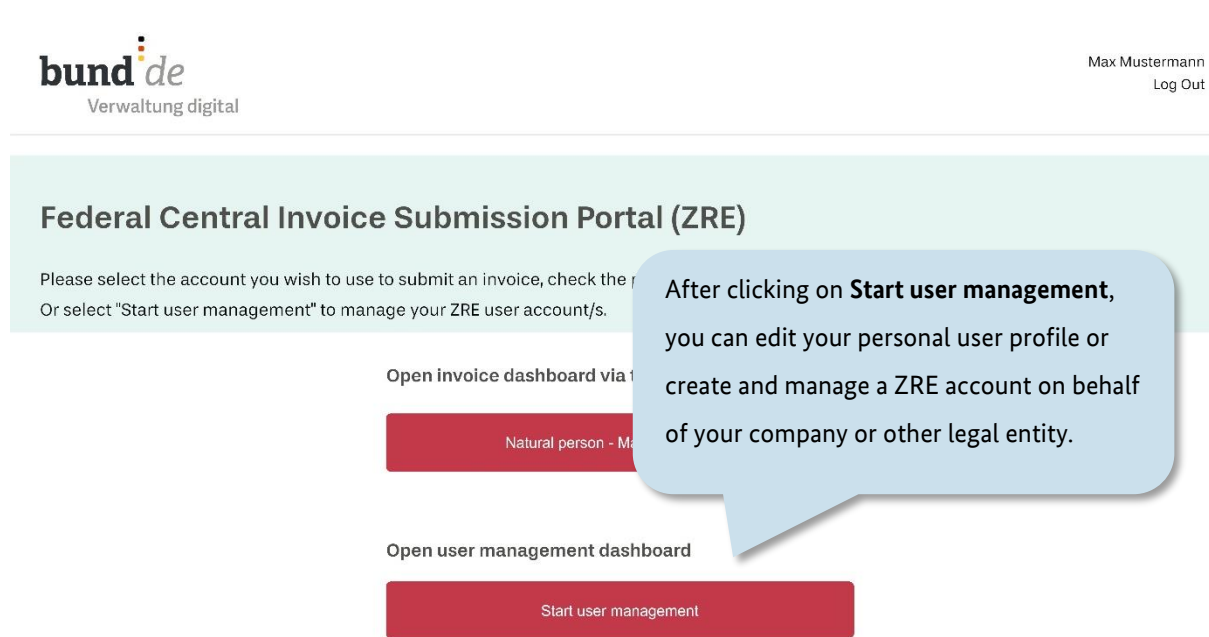 bund de
Verwaltung digital
Max Mustermann
Log Out
Federal Central Invoice Submission Portal (ZRE)
Please select the account you wish to use to submit an invoice, check the
Or select "Start user management" to manage your ZRE user account/s.
After clicking on Start user management,
you can edit your personal user profile or
create and manage a ZRE account on behalf
of your company or other legal entity.
Open invoice dashboard via
Natural person -
Open user management dashboard
Start user management